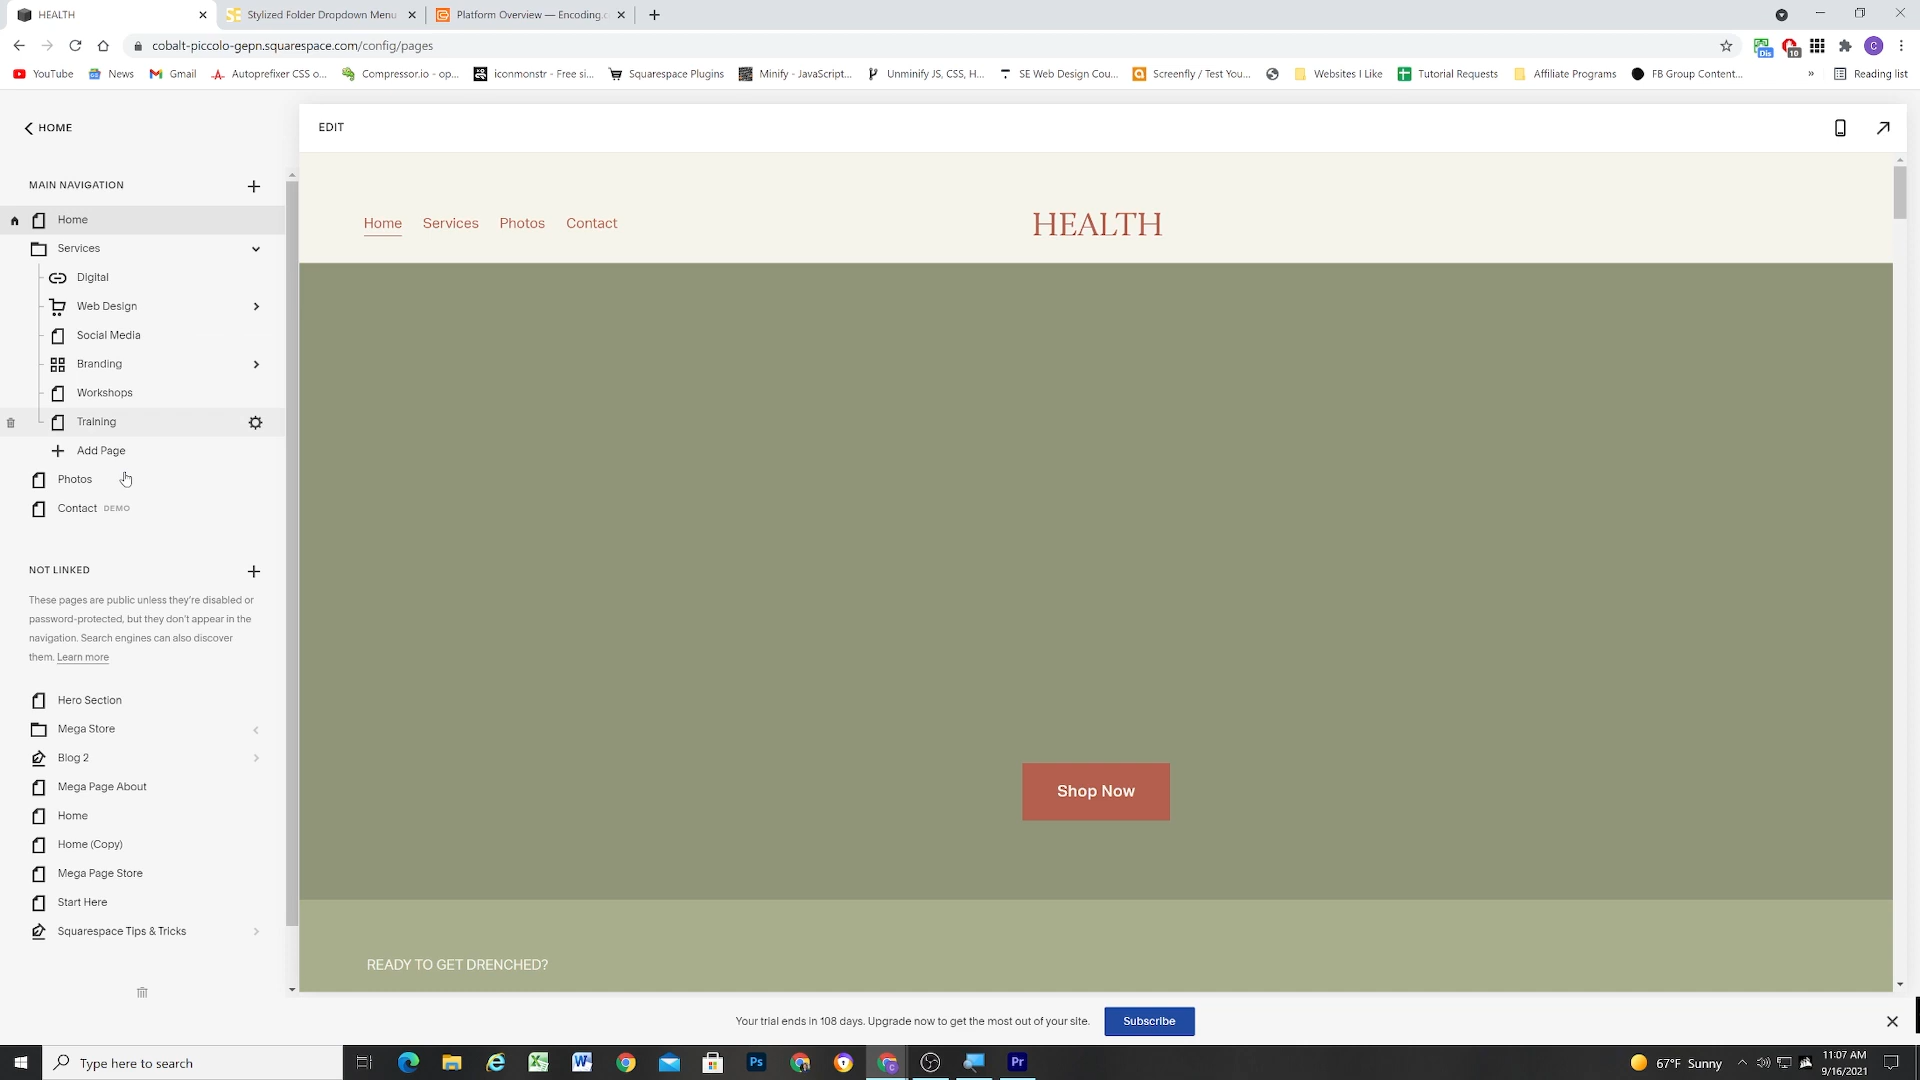 HEALTH
Stylized Folder Dropdown Menu
Platform Overview — Encoding.c
cobalt-piccolo-gepn.squarespace.com/config/pages
Dis
10
C
YouTube
News
Gmail
Autoprefixer CSS o...
Compressor.io - op...
iconmonstr - Free si...
Squarespace Plugins
Minify - JavaScript...
Unminify JS, CSS, H...
SE Web Design Cou...
Screenfly / Test You...
Websites I Like
Tutorial Requests
Affiliate Programs
FB Group Content...
»
Reading list
HOME
EDIT
MAIN NAVIGATION
Home
Services
Digital
Web Design
Social Media
Branding
Workshops
Training
Add Page
Photos
Contact DEMO
NOT LINKED
These pages are public unless they're disabled or
password-protected, but they don't appear in the
navigation. Search engines can also discover
them. Learn more
Hero Section
Mega Store
Blog 2
Mega Page About
Home
Home (Copy)
Mega Page Store
Start Here
Squarespace Tips & Tricks
Home Services Photos Contact
HEALTH
Shop Now
READY TO GET DRENCHED?
Your trial ends in 108 days. Upgrade now to get the most out of your site.
Subscribe
Type here to search
Ps
Pr
67°F Sunny
11:07 AM
9/16/2021